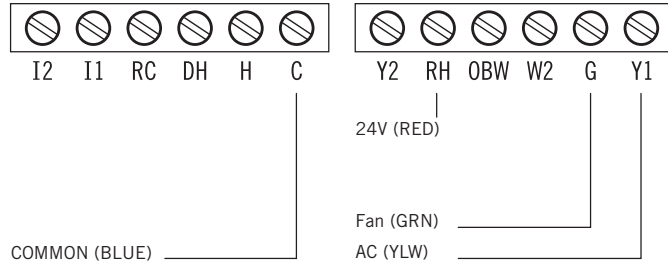 I2 I1 RC DH H C Y2 RH OBW W2 G Y1
24V (RED)
Fan (GRN)
COMMON (BLUE) AC (YLW)